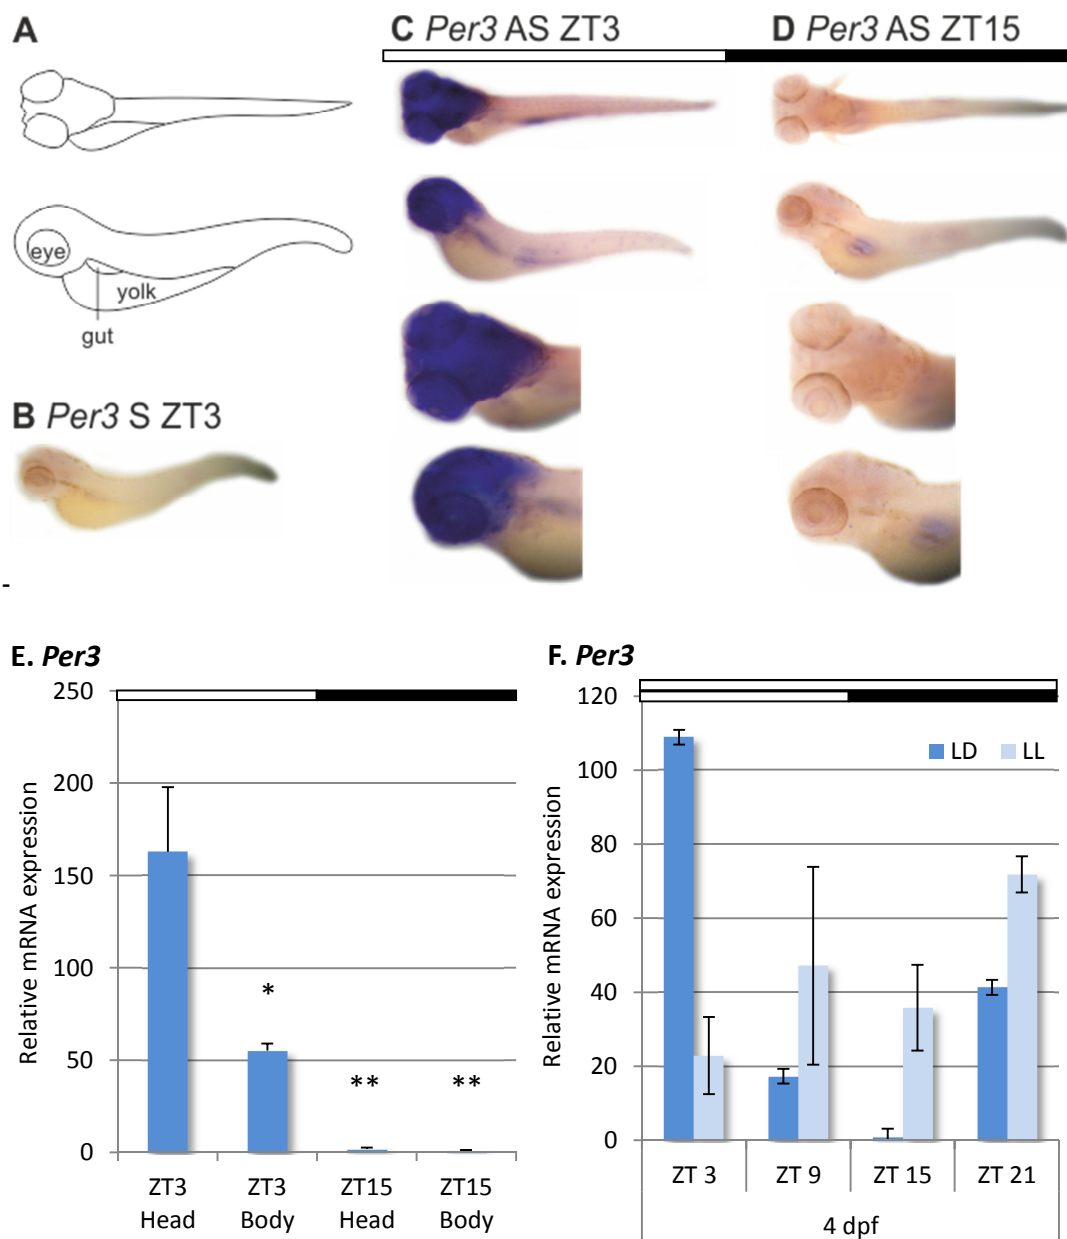 A
eye
yolk
gut
B Per3 S ZT3
C Per3 AS ZT3
D Per3 AS ZT15
-
E. Per3
Relative mRNA expression
250
200
150
100
50
0
*
**
**
ZT3 Head
ZT3 Body
ZT15 Head
ZT15 Body
F. Per3
Relative mRNA expression
120
100
80
60
40
20
0
LD
LL
ZT 3
ZT 9
ZT 15
ZT 21
4 dpf